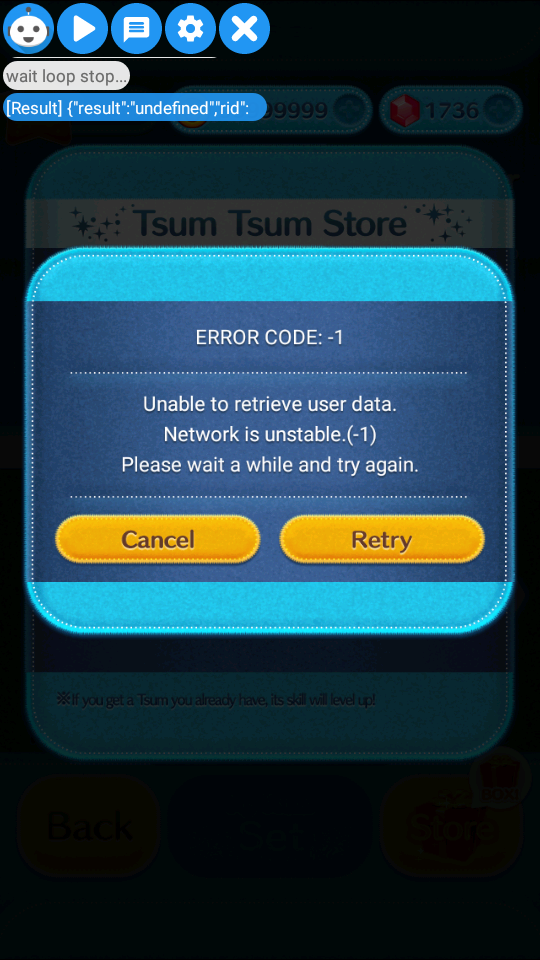 wait loop stop...
[Result] {"result":"undefined""rid":
99999 1736
Tsum Tsum Store
ERROR CODE: -1
Unable to retrieve user data.
Network is unstable.(-1)
Please wait a while and try again.
Cancel Retry
※If you get a Tsum you already have, its skill will level up!
Back Set Store